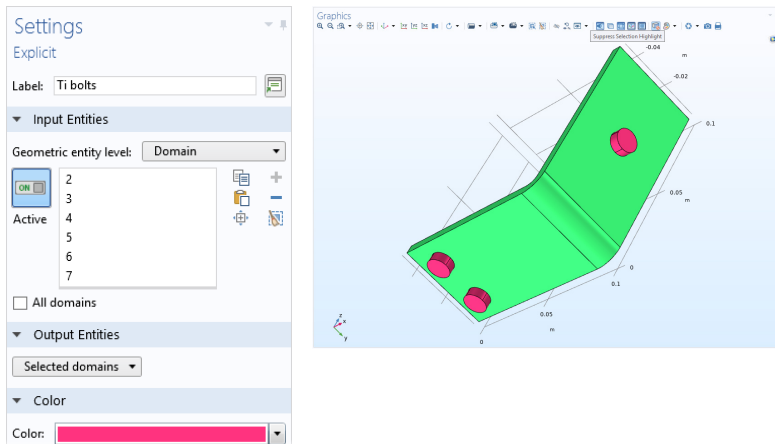 Settings
Explicit
Label: Ti bolts
Input Entities
Geometric entity level: Domain
ON
Active
2
3
4
5
6
7
All domains
Output Entities
Selected domains
Color
Color:
Graphics
Suppress Selection Highlight
-0.04
m
-0.02
0.1
0.05
m
0
0.1
0.05
m
0
z
x
y